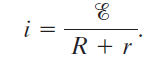 i = ℰ / (R + r).